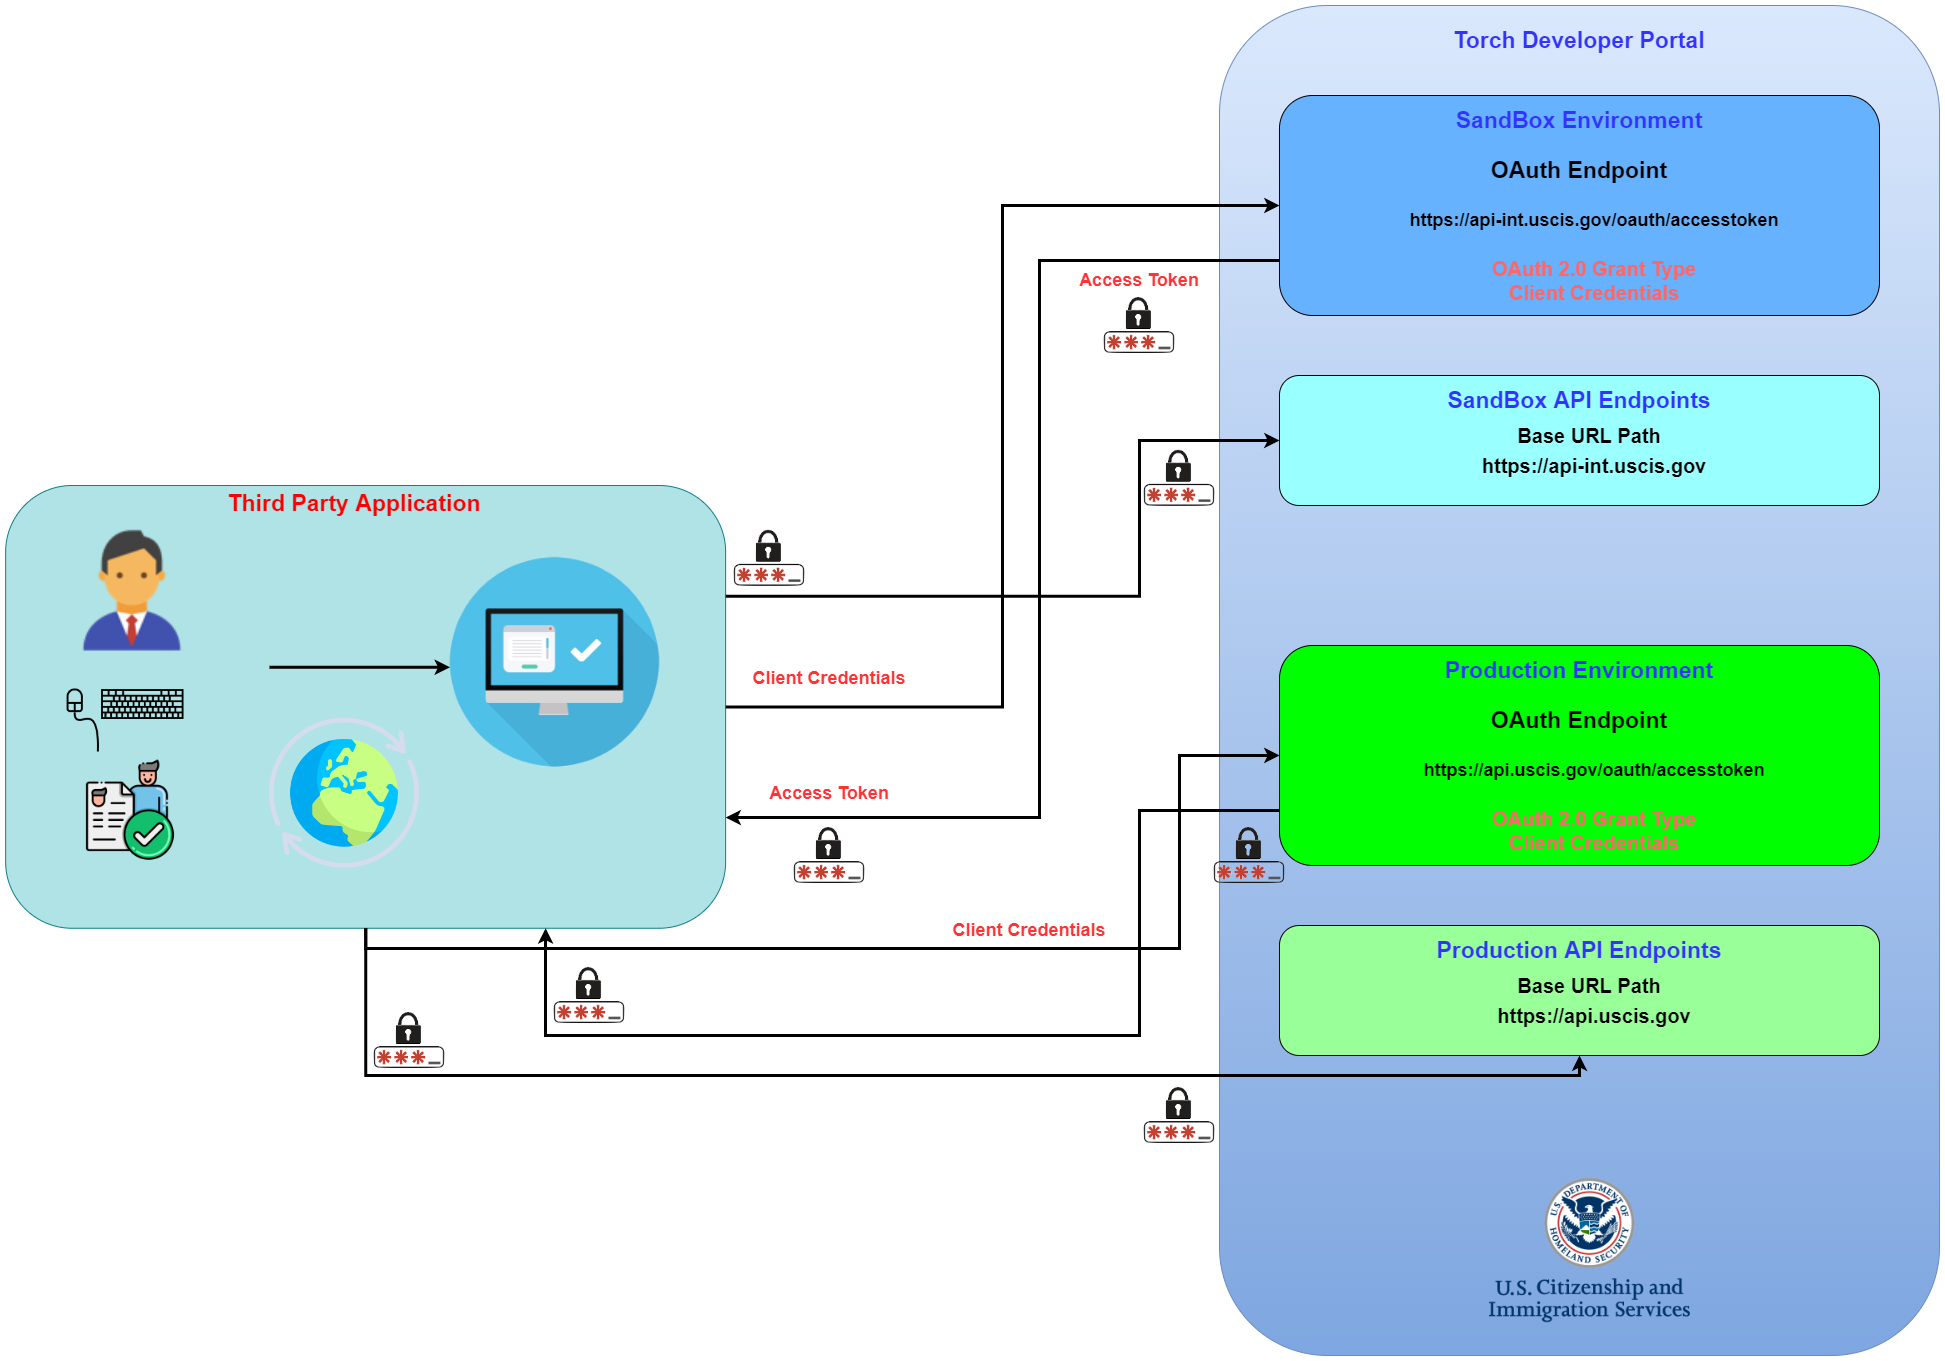 Torch Developer Portal
SandBox Environment
OAuth Endpoint
https://api-int.uscis.gov/oauth/accesstoken
OAuth 2.0 Grant Type
Client Credentials
Access Token
SandBox API Endpoints
Base URL Path
https://api-int.uscis.gov
Third Party Application
Client Credentials
Access Token
Production Environment
OAuth Endpoint
https://api.uscis.gov/oauth/accesstoken
OAuth 2.0 Grant Type
Client Credentials
Client Credentials
Production API Endpoints
Base URL Path
https://api.uscis.gov
U.S. DEPARTMENT OF
HOMELAND SECURITY
U.S. Citizenship and
Immigration Services